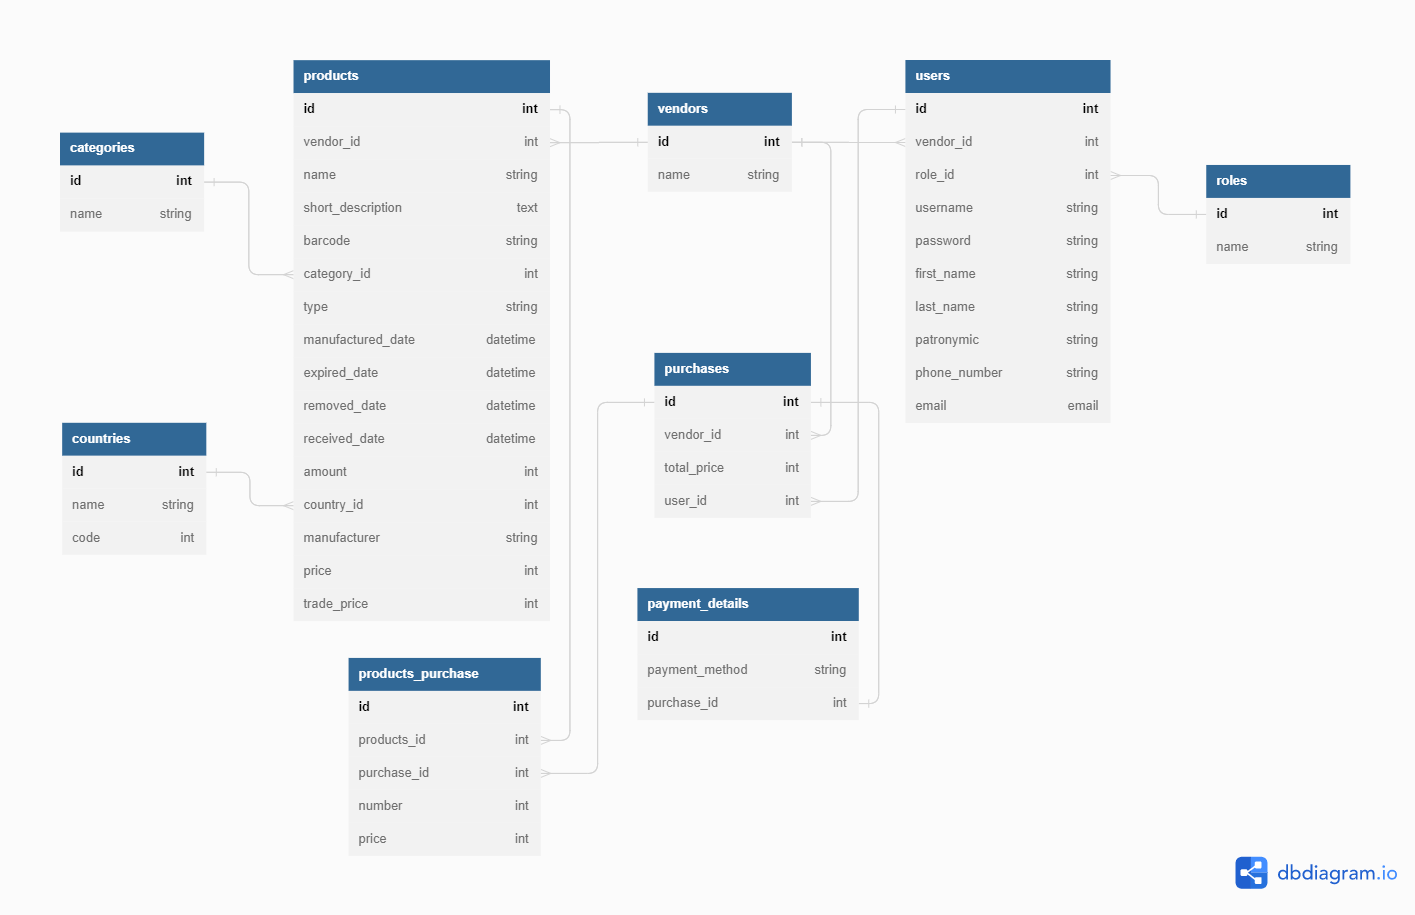 products
id int
vendor_id int
name string
short_description text
barcode string
category_id int
type string
manufactured_date datetime
expired_date datetime
removed_date datetime
received_date datetime
amount int
country_id int
manufacturer string
price int
trade_price int
vendors
id int
name string
users
id int
vendor_id int
role_id int
username string
password string
first_name string
last_name string
patronymic string
phone_number string
email email
categories
id int
name string
roles
id int
name string
countries
id int
name string
code int
purchases
id int
vendor_id int
total_price int
user_id int
payment_details
id int
payment_method string
purchase_id int
products_purchase
id int
products_id int
purchase_id int
number int
price int
dbdiagram.io